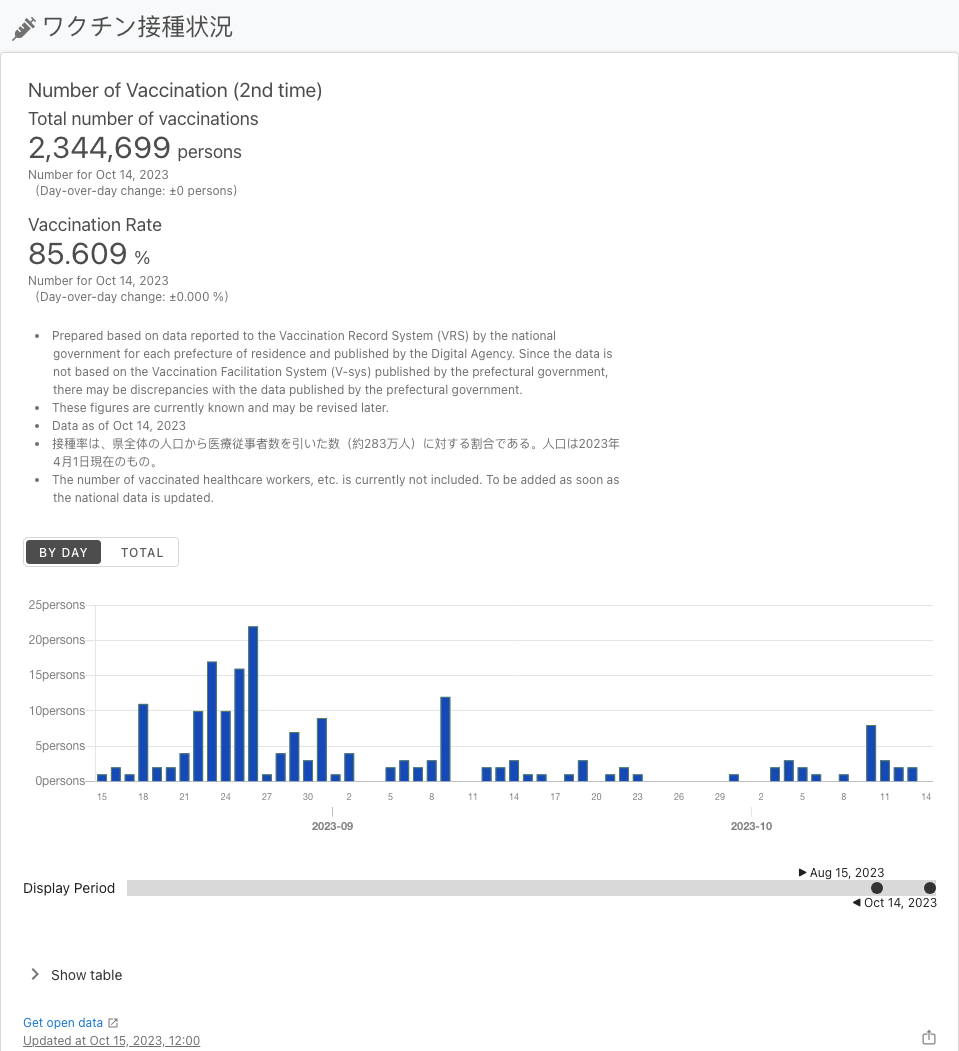 ワクチン接種状況
Number of Vaccination (2nd time)
Total number of vaccinations
2,344,699 persons
Number for Oct 14, 2023
(Day-over-day change: ±0 persons)
Vaccination Rate
85.609 %
Number for Oct 14, 2023
(Day-over-day change: ±0.000 %)
• Prepared based on data reported to the Vaccination Record System (VRS) by the national
government for each prefecture of residence and published by the Digital Agency. Since the data is
not based on the Vaccination Facilitation System (V-sys) published by the prefectural government,
there may be discrepancies with the data published by the prefectural government.
• These figures are currently known and may be revised later.
• Data as of Oct 14, 2023
• 接種率は、県全体の人口から医療従事者数を引いた数（約283万人）に対する割合である。人口は2023年
4月1日現在のもの。
• The number of vaccinated healthcare workers, etc. is currently not included. To be added as soon as
the national data is updated.
BY DAY TOTAL
25persons
20persons
15persons
10persons
5persons
0persons
15 18 21 24 27 30 2 5 8 11 14 17 20 23 26 29 2 5 8 11 14
2023-09 2023-10
Aug 15, 2023
Display Period
Oct 14, 2023
Show table
Get open data
Updated at Oct 15, 2023, 12:00